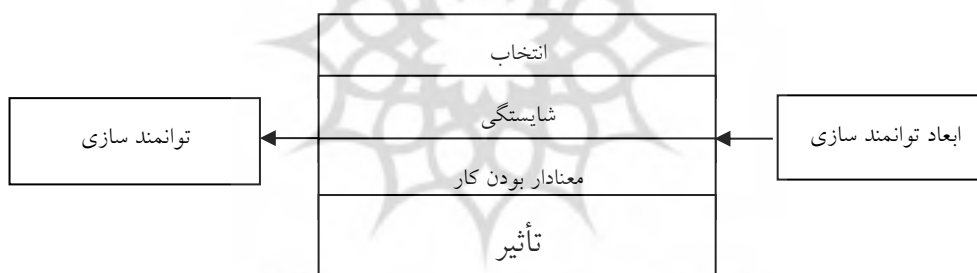 ابعاد توانمند سازی
انتخاب
شایستگی
معنادار بودن کار
تأثیر
توانمند سازی